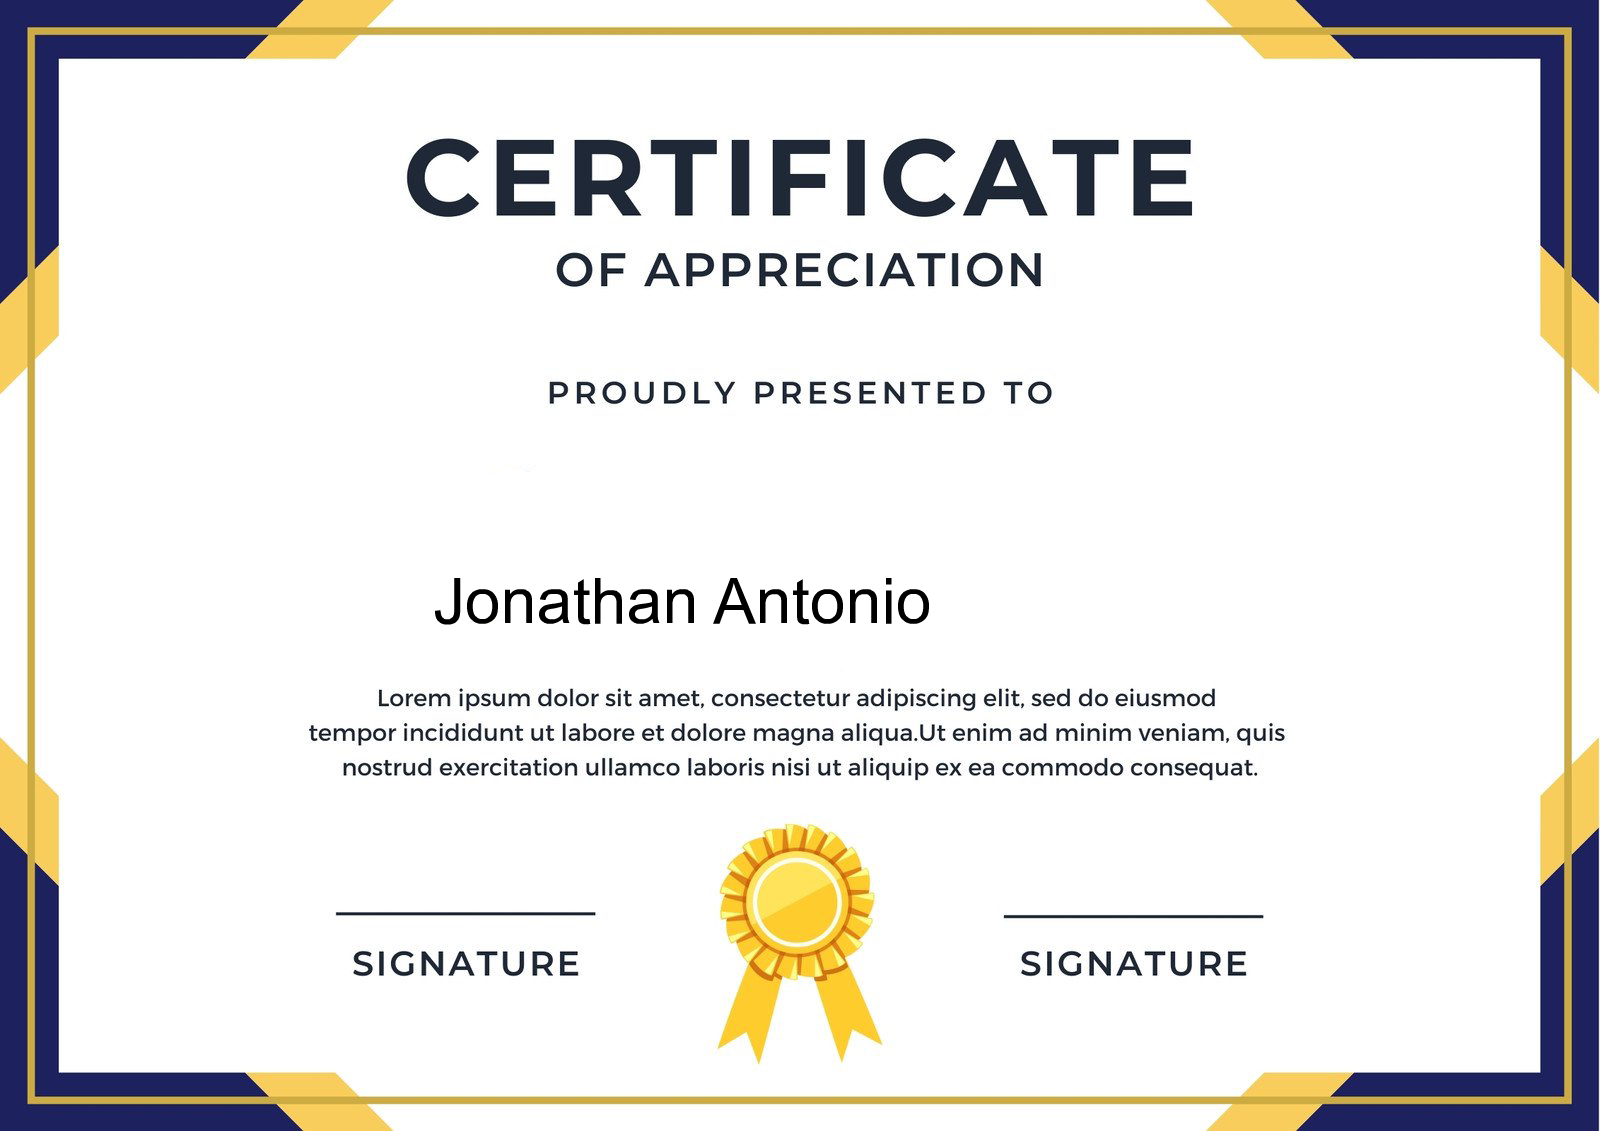 CERTIFICATE
OF APPRECIATION
PROUDLY PRESENTED TO
Jonathan Antonio
Lorem ipsum dolor sit amet, consectetur adipiscing elit, sed do eiusmod
tempor incididunt ut labore et dolore magna aliqua.Ut enim ad minim veniam, quis
nostrud exercitation ullamco laboris nisi ut aliquip ex ea commodo consequat.
SIGNATURE
SIGNATURE